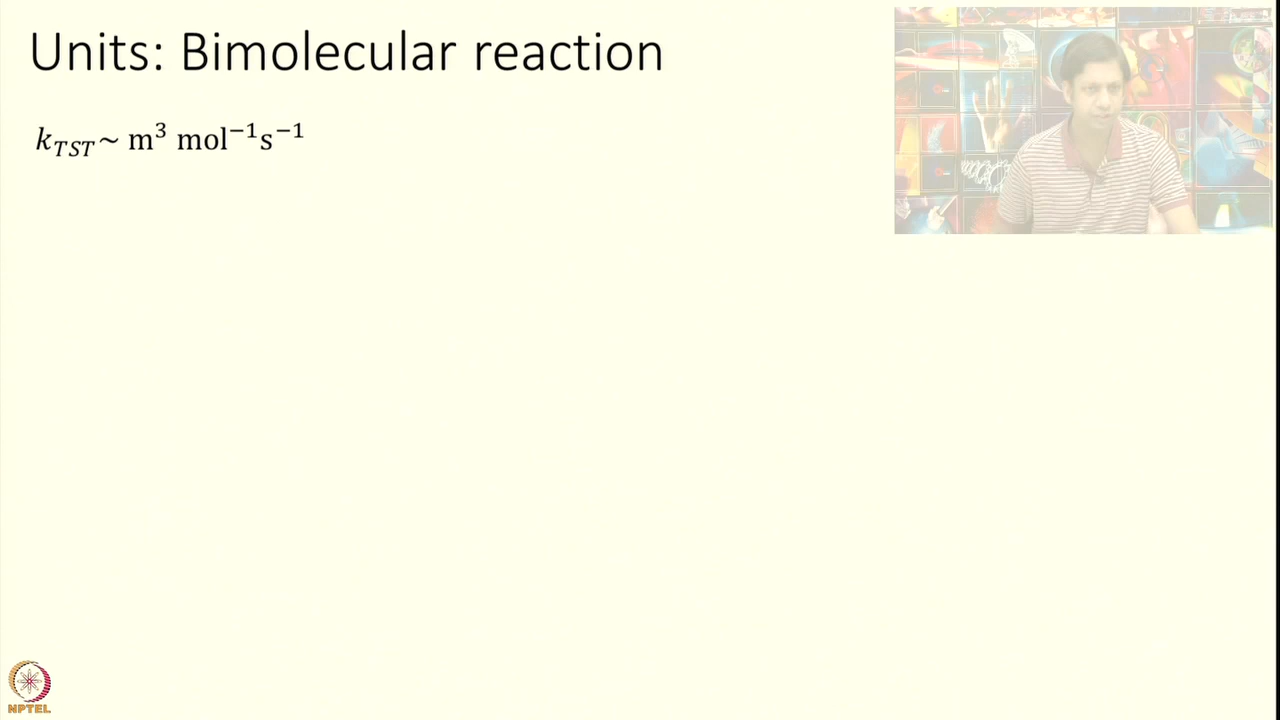 Units: Bimolecular reaction
k_TST ~ m³ mol⁻¹s⁻¹
NPTEL